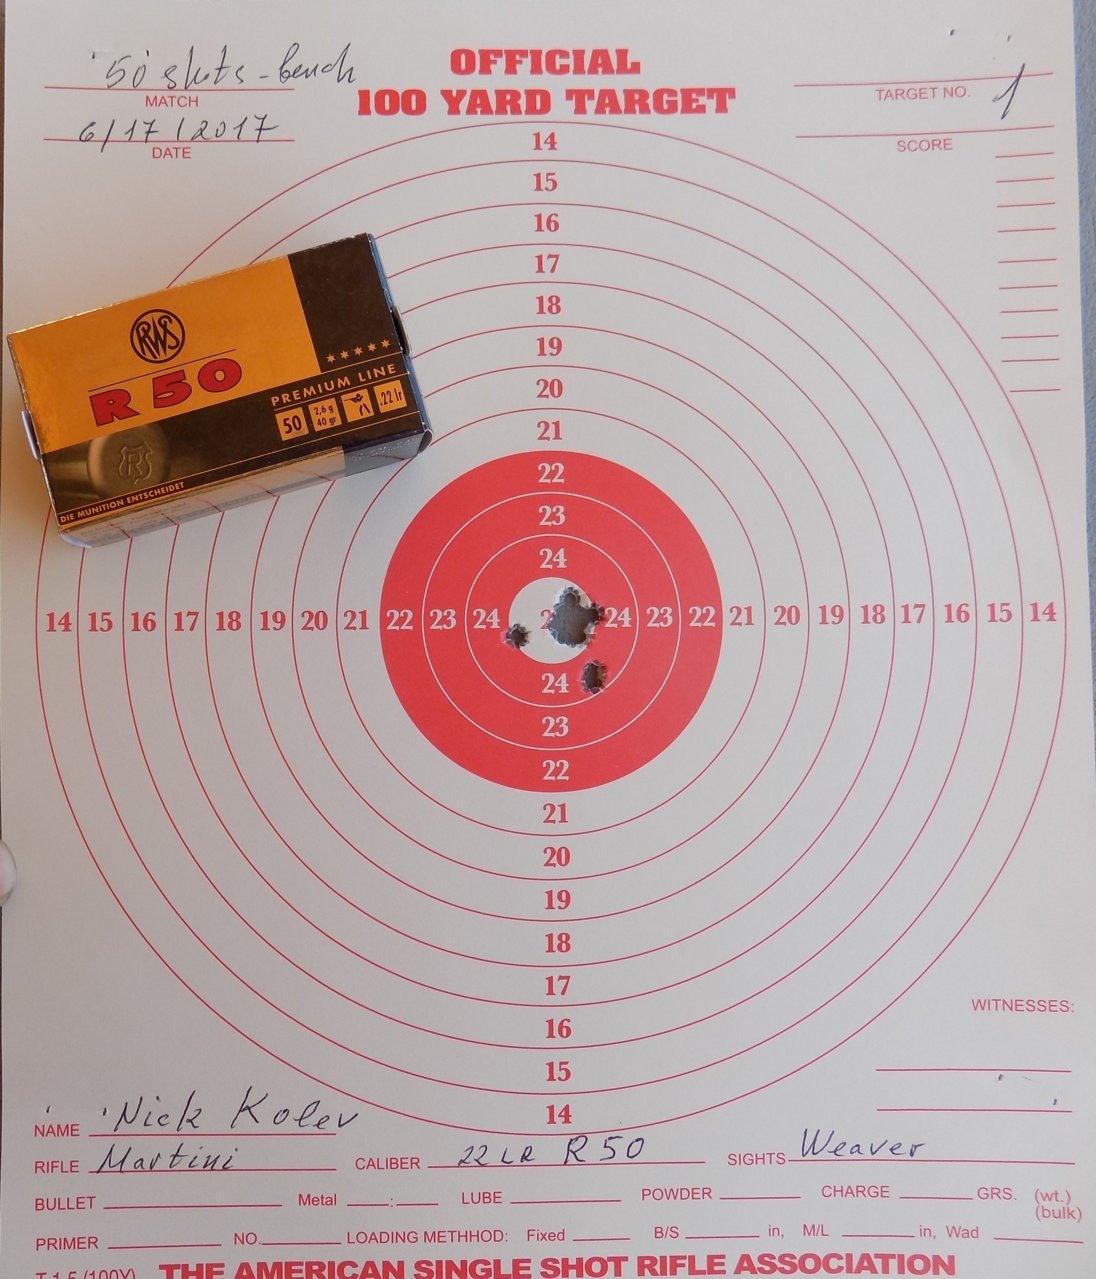 '50 shots - bench
MATCH
6/17/2017
DATE
OFFICIAL
100 YARD TARGET
TARGET NO. 1
SCORE
14
15
16
17
18
19
20
21
22
23
24
14 15 16 17 18 19 20 21 22 23 24 2 24 23 22 21 20 19 18 17 16 15 14
24
23
22
21
20
19
18
17
16
15
14
RWS
R 50
★★★★★
PREMIUM LINE
50 2,6 g 40 gr .22 lr
R
DIE MUNITION ENTSCHEIDET
WITNESSES:
NAME Nick Kolev
RIFLE Martini CALIBER 22 LR R 50 SIGHTS Weaver
BULLET Metal : LUBE POWDER CHARGE GRS. (wt.)
(bulk)
PRIMER NO. LOADING METHHOD: Fixed B/S in, M/L in, Wad
T-1.5 (100Y) THE AMERICAN SINGLE SHOT RIFLE ASSOCIATION